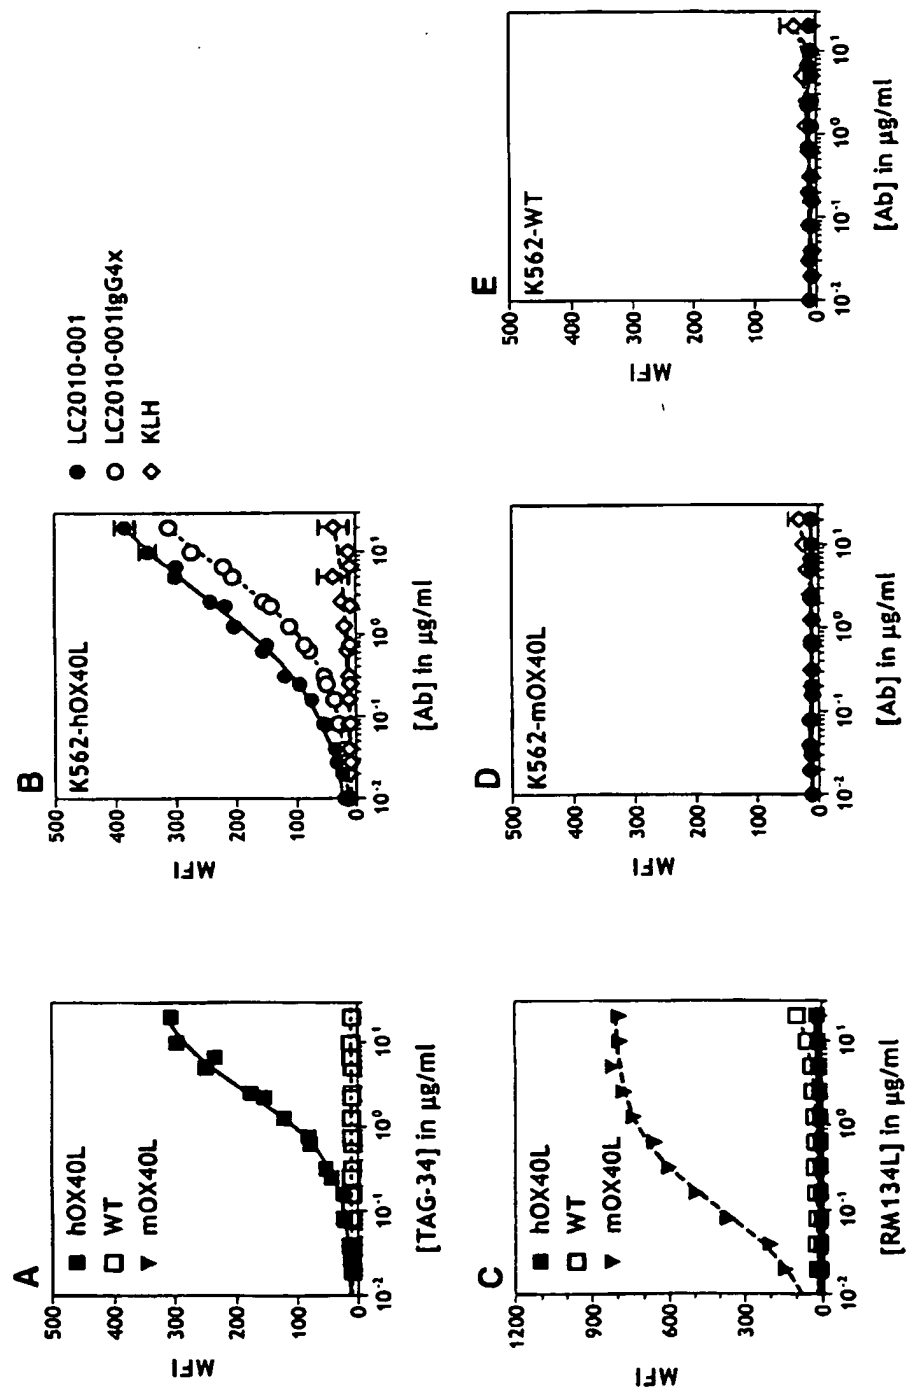 A
500
400
300
200
100
0
MFI
hOX40L
WT
mOX40L
10-2
10-1
100
101
[TAG-34] in µg/ml
B
500
400
300
200
100
0
MFI
K562-hOX40L
10-2
10-1
100
101
[Ab] in µg/ml
LC2010-001
LC2010-001IgG4x
KLH
C
1200
900
600
300
0
MFI
hOX40L
WT
mOX40L
10-2
10-1
100
101
[RM134L] in µg/ml
D
500
400
300
200
100
0
MFI
K562-mOX40L
10-2
10-1
100
101
[Ab] in µg/ml
E
500
400
300
200
100
0
MFI
K562-WT
10-2
10-1
100
101
[Ab] in µg/ml